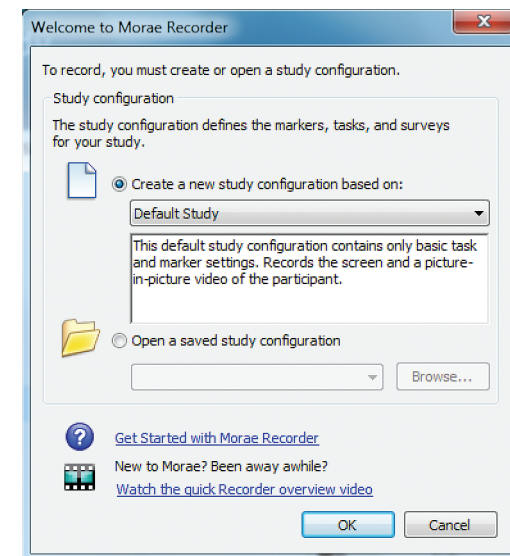 Welcome to Morae Recorder
To record, you must create or open a study configuration.
Study configuration
The study configuration defines the markers, tasks, and surveys
for your study.
Create a new study configuration based on:
Default Study
This default study configuration contains only basic task
and marker settings. Records the screen and a picture-
in-picture video of the participant.
Open a saved study configuration
Browse...
Get Started with Morae Recorder
New to Morae? Been away awhile?
Watch the quick Recorder overview video
OK Cancel